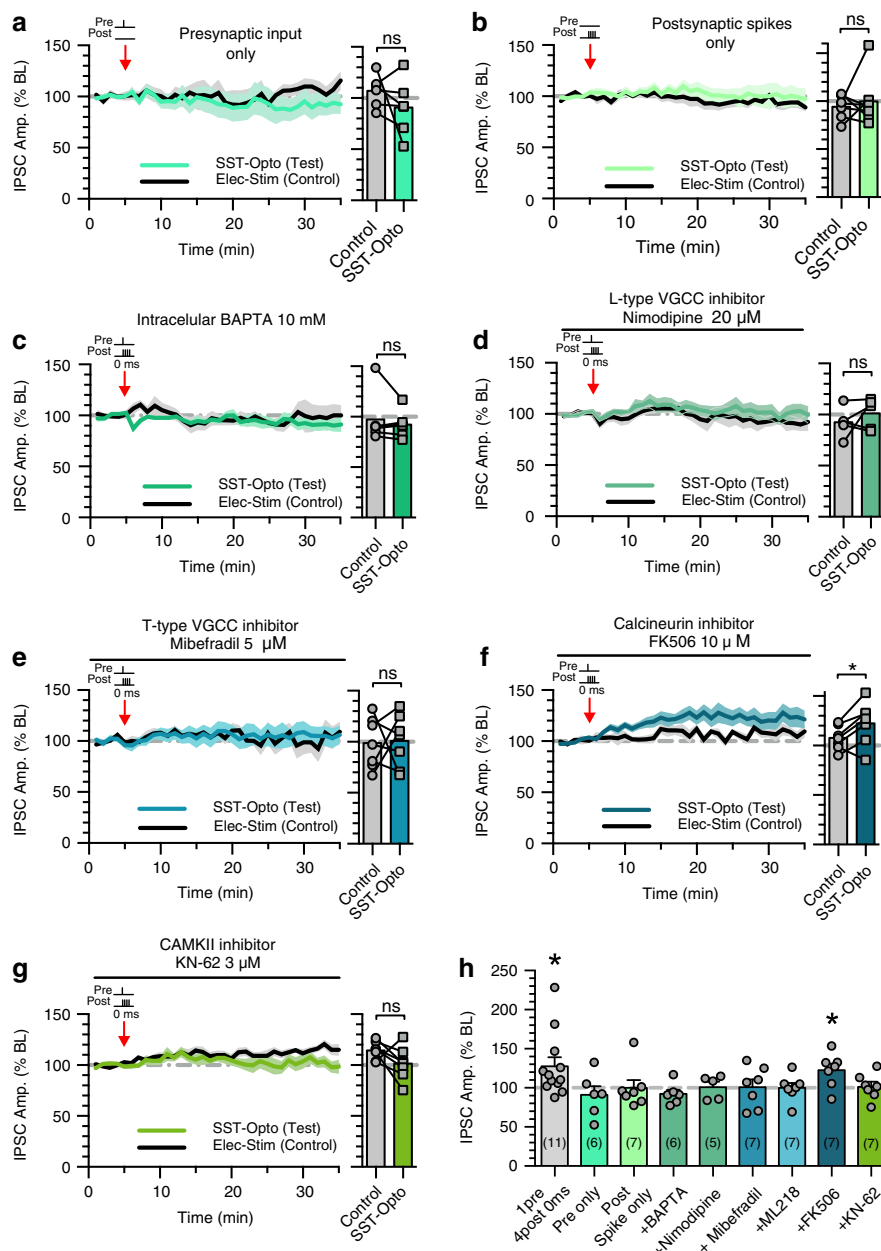 a
Pre
Post
Presynaptic input
only
ns
IPSC Amp. (% BL)
150
100
50
0
SST-Opto (Test)
Elec-Stim (Control)
0 10 20 30
Time (min)
Control
SST-Opto
b
Pre
Post
Postsynaptic spikes
only
ns
IPSC Amp. (% BL)
150
100
50
0
SST-Opto (Test)
Elec-Stim (Control)
0 10 20 30
Time (min)
Control
SST-Opto
c
Intracelular BAPTA 10 mM
Pre
Post
0 ms
ns
IPSC Amp. (% BL)
150
100
50
0
SST-Opto (Test)
Elec-Stim (Control)
0 10 20 30
Time (min)
Control
SST-Opto
d
L-type VGCC inhibitor
Nimodipine 20 µM
Pre
Post
0 ms
ns
IPSC Amp. (% BL)
150
100
50
0
SST-Opto (Test)
Elec-Stim (Control)
0 10 20 30
Time (min)
Control
SST-Opto
e
T-type VGCC inhibitor
Mibefradil 5 µM
Pre
Post
0 ms
ns
IPSC Amp. (% BL)
150
100
50
0
SST-Opto (Test)
Elec-Stim (Control)
0 10 20 30
Time (min)
Control
SST-Opto
f
Calcineurin inhibitor
FK506 10 µ M
Pre
Post
0 ms
*
IPSC Amp. (% BL)
150
100
50
0
SST-Opto (Test)
Elec-Stim (Control)
0 10 20 30
Time (min)
Control
SST-Opto
g
CAMKII inhibitor
KN-62 3 µM
Pre
Post
0 ms
ns
IPSC Amp. (% BL)
150
100
50
0
SST-Opto (Test)
Elec-Stim (Control)
0 10 20 30
Time (min)
Control
SST-Opto
h
*
*
IPSC Amp. (% BL)
250
200
150
100
50
0
(11) (6) (7) (6) (5) (7) (7) (7) (7)
1pre
4post 0ms
Pre only
Post
Spike only
+BAPTA
+Nimodipine
+ Mibefradil
+ML218
+FK506
+KN-62